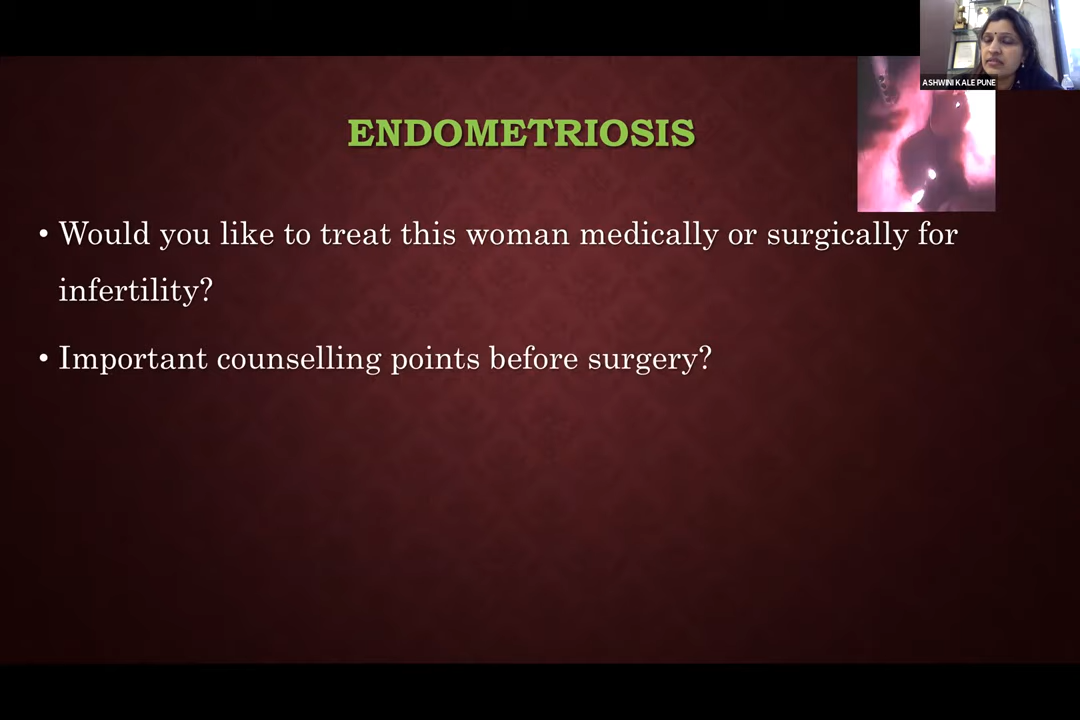 ASHWINI KALE PUNE
ENDOMETRIOSIS
• Would you like to treat this woman medically or surgically for
infertility?
• Important counselling points before surgery?